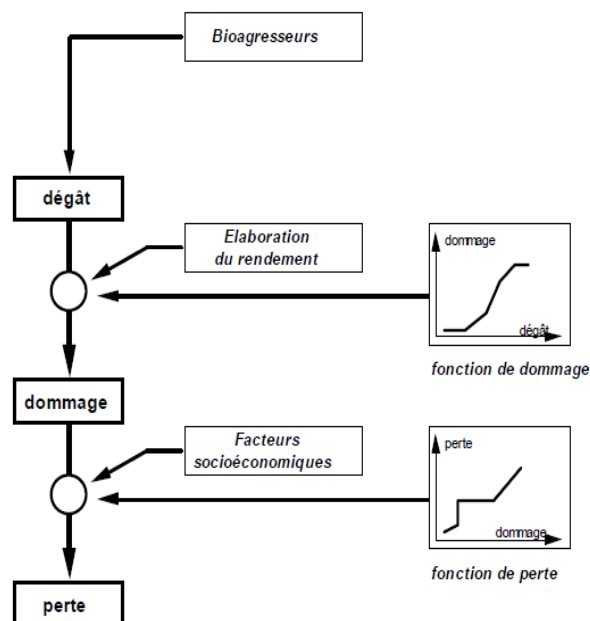 Bioagresseurs
dégât
Elaboration
du rendement
dommage
dégât
fonction de dommage
dommage
Facteurs
socioéconomiques
perte
dommage
fonction de perte
perte